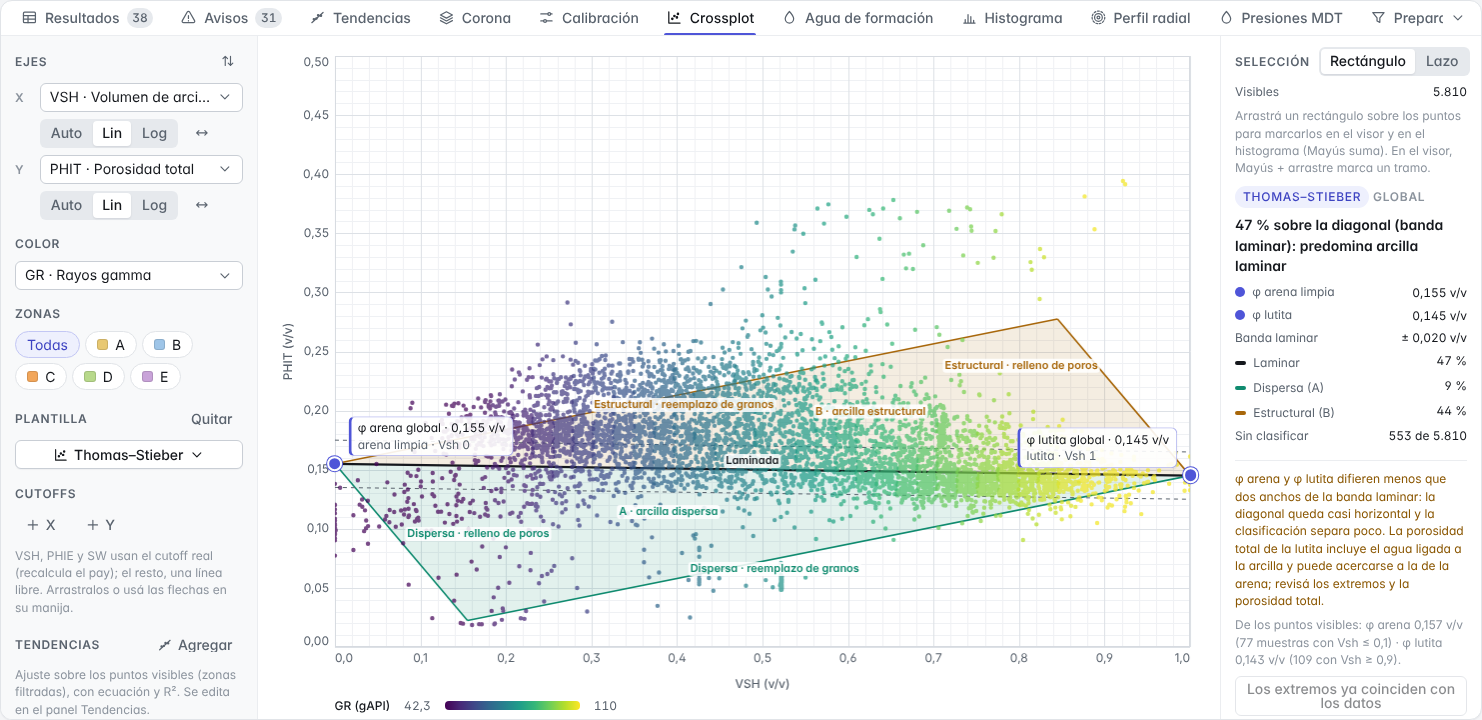 Resultados 38 Avisos 31 Tendencias Corona Calibración Crossplot Agua de formación Histograma Perfil radial Presiones MDT Prepar
EJES
X VSH · Volumen de arci...
Auto Lin Log
Y PHIT · Porosidad total
Auto Lin Log
COLOR
GR · Rayos gamma
ZONAS
Todas A B
C D E
PLANTILLA Quitar
Thomas–Stieber
CUTOFFS
+ X + Y
VSH, PHIE y SW usan el cutoff real
(recalcula el pay); el resto, una línea
libre. Arrastralos o usá las flechas en
su manija.
TENDENCIAS Agregar
Ajuste sobre los puntos visibles (zonas
filtradas), con ecuación y R². Se edita
en el panel Tendencias.
PHIT (v/v)
0,50
0,45
0,40
0,35
0,30
0,25
0,20
0,15
0,10
0,05
0,00
Estructural · relleno de poros
Estructural · reemplazo de granos
B · arcilla estructural
φ arena global · 0,155 v/v
arena limpia · Vsh 0
φ lutita global · 0,145 v/v
lutita · Vsh 1
Laminada
A · arcilla dispersa
Dispersa · relleno de poros
Dispersa · reemplazo de granos
0,0 0,1 0,2 0,3 0,4 0,5 0,6 0,7 0,8 0,9 1,0
VSH (v/v)
GR (gAPI) 42,3 110
SELECCIÓN Rectángulo Lazo
Visibles 5.810
Arrastrá un rectángulo sobre los puntos
para marcarlos en el visor y en el
histograma (Mayús suma). En el visor,
Mayús + arrastre marca un tramo.
THOMAS–STIEBER GLOBAL
47 % sobre la diagonal (banda
laminar): predomina arcilla
laminar
φ arena limpia 0,155 v/v
φ lutita 0,145 v/v
Banda laminar ± 0,020 v/v
Laminar 47 %
Dispersa (A) 9 %
Estructural (B) 44 %
Sin clasificar 553 de 5.810
φ arena y φ lutita difieren menos que
dos anchos de la banda laminar: la
diagonal queda casi horizontal y la
clasificación separa poco. La porosidad
total de la lutita incluye el agua ligada a
la arcilla y puede acercarse a la de la
arena; revisá los extremos y la
porosidad total.
De los puntos visibles: φ arena 0,157 v/v
(77 muestras con Vsh ≤ 0,1) · φ lutita
0,143 v/v (109 con Vsh ≥ 0,9).
Los extremos ya coinciden con
los datos